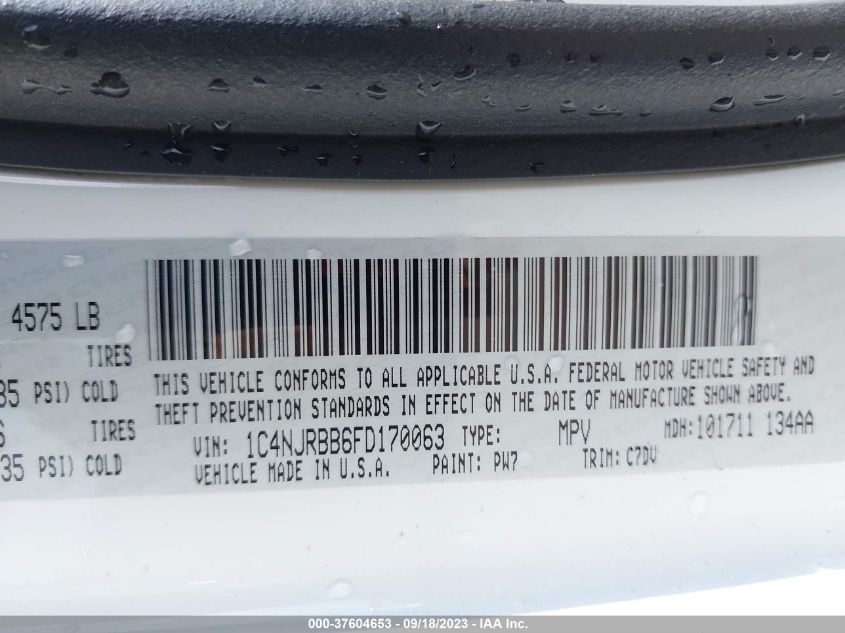 4575 LB
TIRES
35 PSI) COLD
TIRES
35 PSI) COLD
THIS VEHICLE CONFORMS TO ALL APPLICABLE U.S.A. FEDERAL MOTOR VEHICLE SAFETY AND
THEFT PREVENTION STANDARDS IN EFFECT ON THE DATE OF MANUFACTURE SHOWN ABOVE.
VIN: 1C4NJRBB6FD170063 TYPE: MPV MDH: 101711 134AA
VEHICLE MADE IN U.S.A. PAINT: PW7 TRIM: C7DV
000-37604653 - 09/18/2023 - IAA Inc.